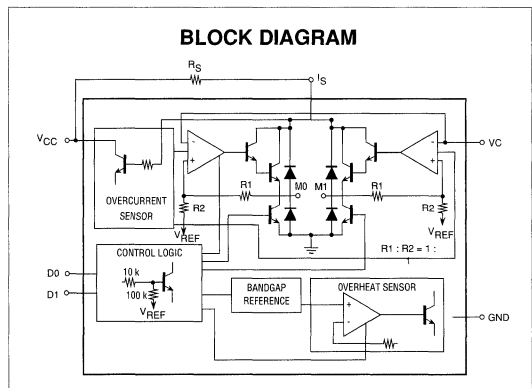 BLOCK DIAGRAM
RS
IS
VCC
VC
M0
M1
R1
R1
R2
R2
OVERCURRENT
SENSOR
VREF
VREF
R1 : R2 = 1 :
1
CONTROL LOGIC
D0
10 k
D1
100 k
VREF
BANDGAP
REFERENCE
OVERHEAT SENSOR
GND